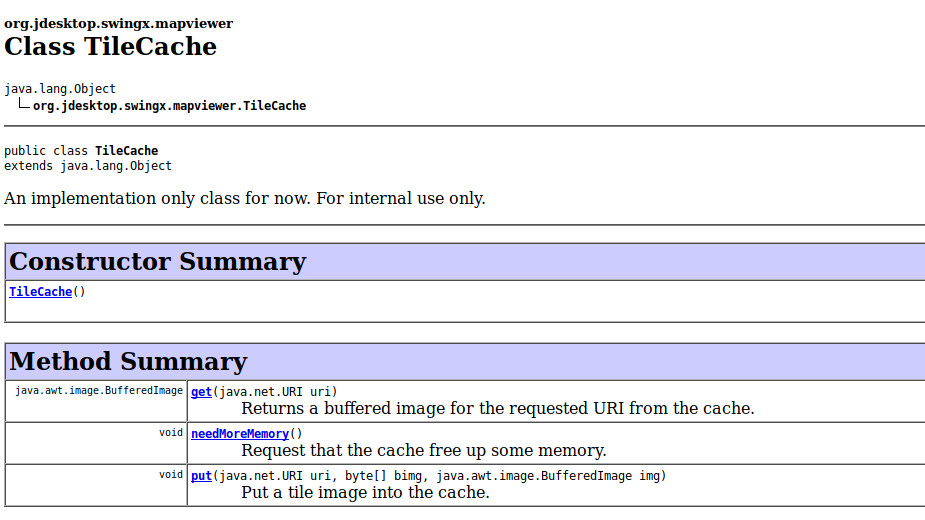 org.jdesktop.swingx.mapviewer
Class TileCache
java.lang.Object
org.jdesktop.swingx.mapviewer.TileCache
public class TileCache
extends java.lang.Object
An implementation only class for now. For internal use only.
Constructor Summary
TileCache()
Method Summary
java.awt.image.BufferedImage get(java.net.URI uri)
Returns a buffered image for the requested URI from the cache.
void needMoreMemory()
Request that the cache free up some memory.
void put(java.net.URI uri, byte[] bimg, java.awt.image.BufferedImage img)
Put a tile image into the cache.